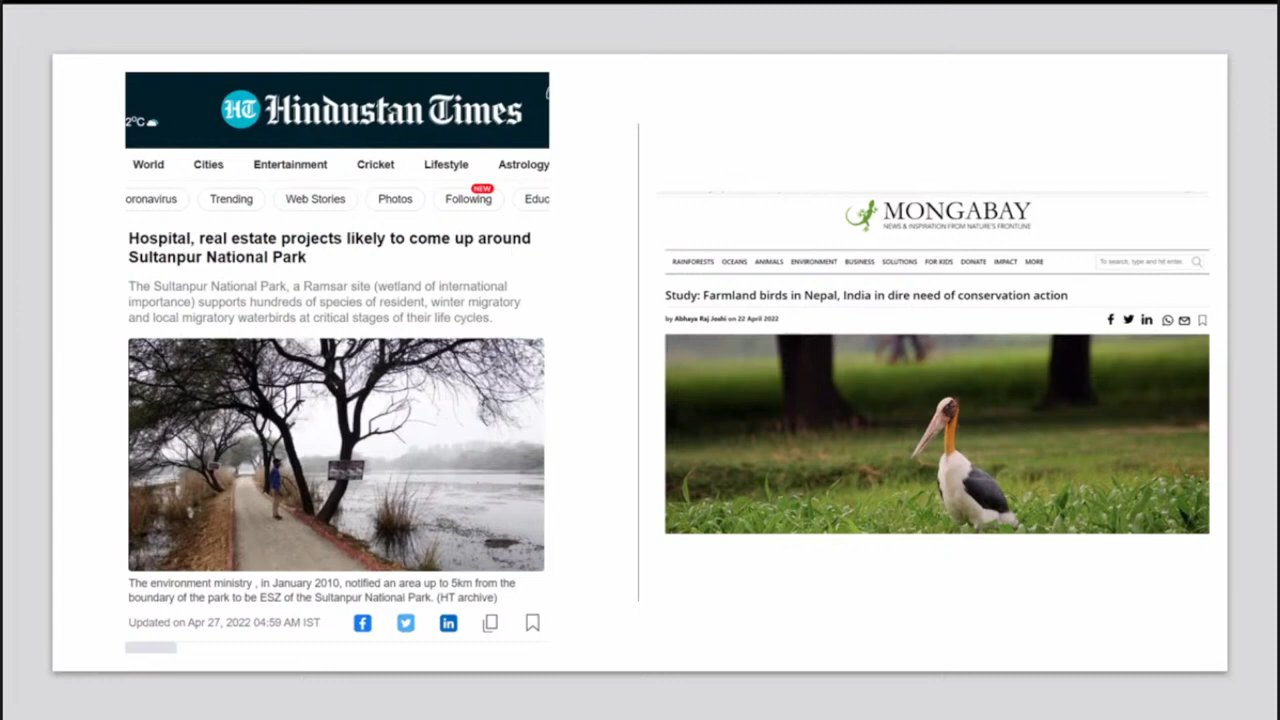 2°C
HT Hindustan Times
World Cities Entertainment Cricket Lifestyle Astrology
oronavirus Trending Web Stories Photos Following NEW Educ
Hospital, real estate projects likely to come up around
Sultanpur National Park
The Sultanpur National Park, a Ramsar site (wetland of international
importance) supports hundreds of species of resident, winter migratory
and local migratory waterbirds at critical stages of their life cycles.
The environment ministry , in January 2010, notified an area up to 5km from the
boundary of the park to be ESZ of the Sultanpur National Park. (HT archive)
Updated on Apr 27, 2022 04:59 AM IST
MONGABAY
NEWS & INSPIRATION FROM NATURE'S FRONTLINE
RAINFORESTS OCEANS ANIMALS ENVIRONMENT BUSINESS SOLUTIONS FOR KIDS DONATE IMPACT MORE
To search, type and hit enter.
Study: Farmland birds in Nepal, India in dire need of conservation action
by Abhaya Raj Joshi on 22 April 2022